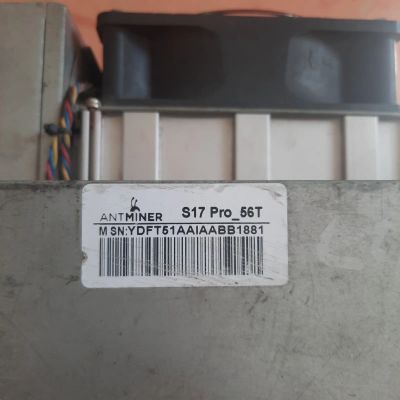 ANTMINER S17 Pro_56T
M SN:YDFT51AAIAABB1881